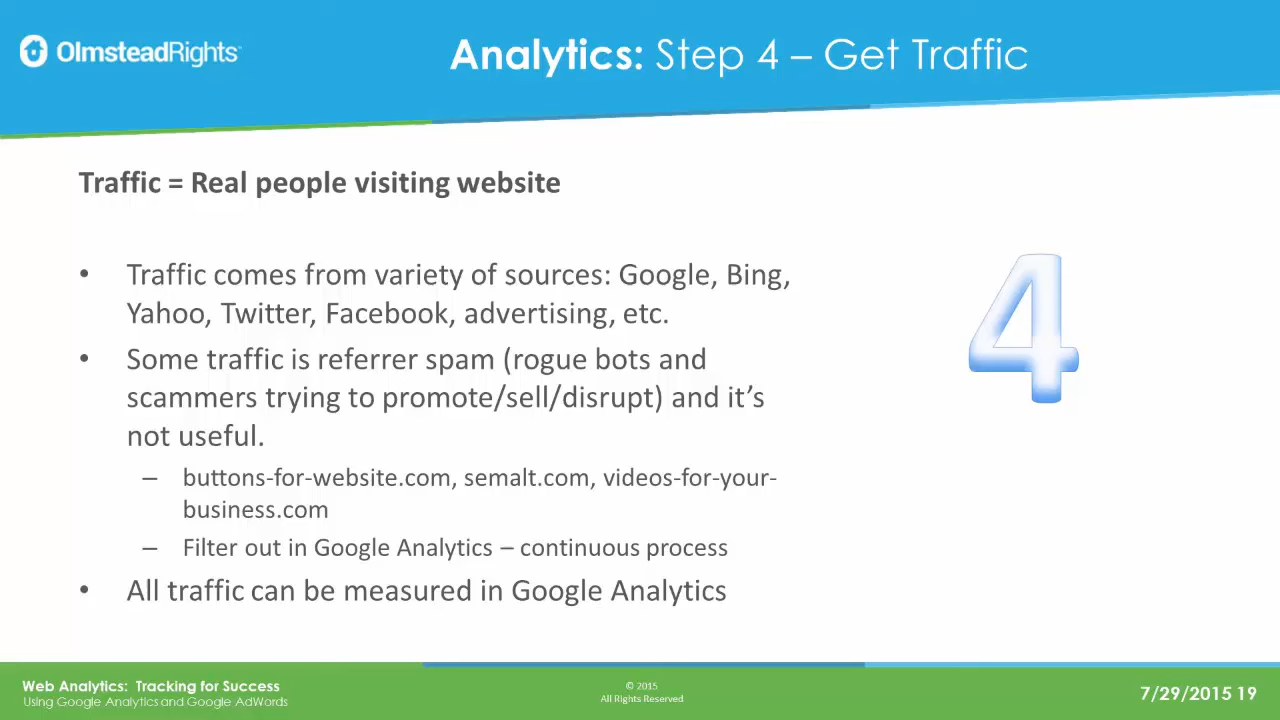 OlmsteadRights
Analytics: Step 4 – Get Traffic
Traffic = Real people visiting website
• Traffic comes from variety of sources: Google, Bing,
Yahoo, Twitter, Facebook, advertising, etc.
• Some traffic is referrer spam (rogue bots and
scammers trying to promote/sell/disrupt) and it’s
not useful.
– buttons-for-website.com, semalt.com, videos-for-your-
business.com
– Filter out in Google Analytics – continuous process
• All traffic can be measured in Google Analytics
4
Web Analytics: Tracking for Success
Using Google Analytics and Google AdWords
© 2015
All Rights Reserved
7/29/2015 19